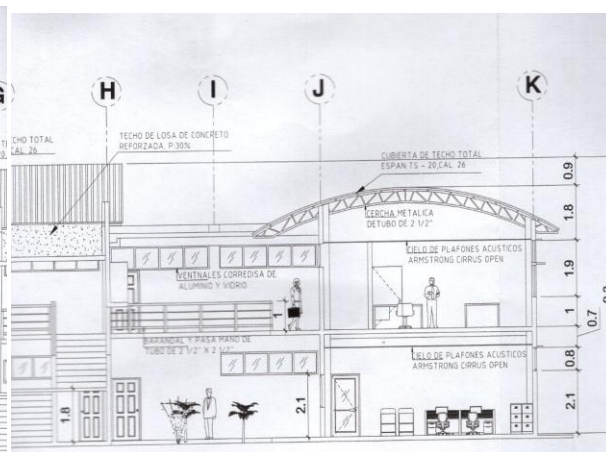 G
H
I
J
K
CHO TOTAL
CAL. 26
TECHO DE LOSA DE CONCRETO
REFORZADA, P.30%
CUBIERTA DE TECHO TOTAL
ESPAN TS - 20,CAL. 26
CERCHA METALICA
DETUBO DE 2 1/2"
CIELO DE PLAFONES ACUSTICOS
ARMSTRONG CIRRUS OPEN
VENTNALES CORREDISA DE
ALUMINIO Y VIDRIO
BARANDAL Y PASA MANO DE
TUBO DE 2 1/2" X 2 1/2"
CIELO DE PLAFONES ACUSTICOS
ARMSTRONG CIRRUS OPEN
0.9
1.8
1.9
1
0.7
0.8
2.1
1
2.1
1.8